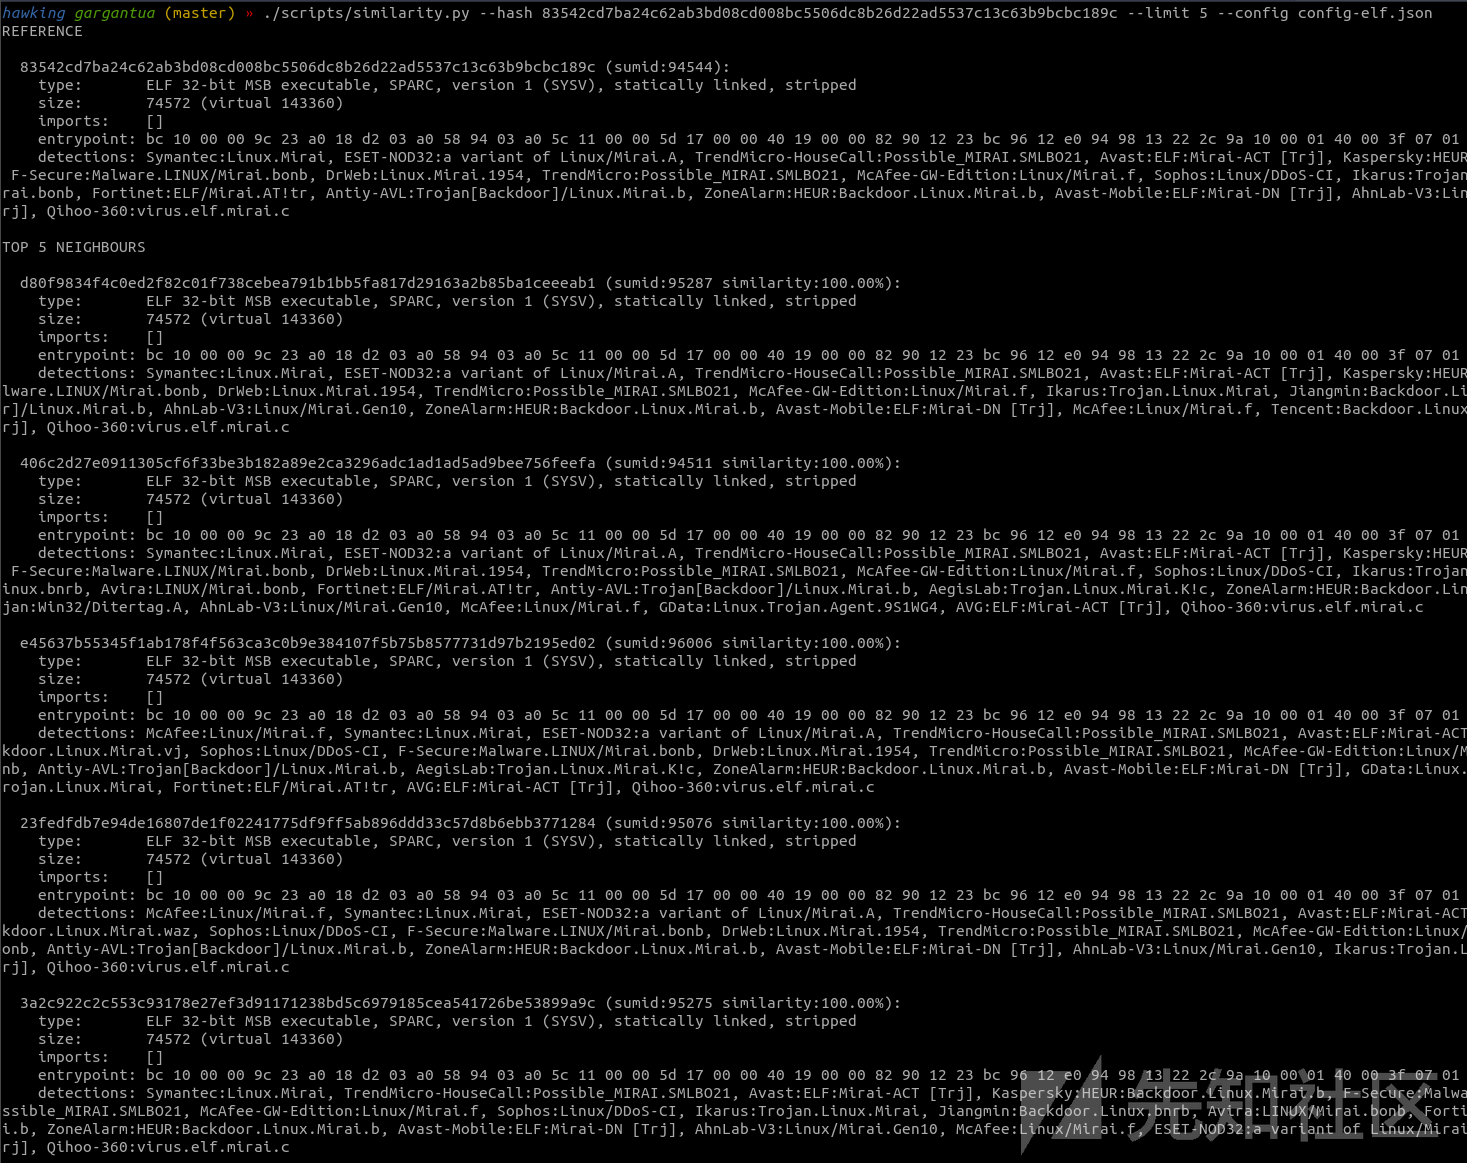 hawking gargantua (master) » ./scripts/similarity.py --hash 83542cd7ba24c62ab3bd08cd008bc5506dc8b26d22ad5537c13c63b9bcbc189c --limit 5 --config config-elf.json
REFERENCE
83542cd7ba24c62ab3bd08cd008bc5506dc8b26d22ad5537c13c63b9bcbc189c (sumid:94544):
type: ELF 32-bit MSB executable, SPARC, version 1 (SYSV), statically linked, stripped
size: 74572 (virtual 143360)
imports: []
entrypoint: bc 10 00 00 9c 23 a0 18 d2 03 a0 58 94 03 a0 5c 11 00 00 5d 17 00 00 40 19 00 00 82 90 12 23 bc 96 12 e0 94 98 13 22 2c 9a 10 00 01 40 00 3f 07 01
detections: Symantec:Linux.Mirai, ESET-NOD32:a variant of Linux/Mirai.A, TrendMicro-HouseCall:Possible_MIRAI.SMLBO21, Avast:ELF:Mirai-ACT [Trj], Kaspersky:HEUR
F-Secure:Malware.LINUX/Mirai.bonb, DrWeb:Linux.Mirai.1954, TrendMicro:Possible_MIRAI.SMLBO21, McAfee-GW-Edition:Linux/Mirai.f, Sophos:Linux/DDoS-CI, Ikarus:Trojan
rai.bonb, Fortinet:ELF/Mirai.AT!tr, Antiy-AVL:Trojan[Backdoor]/Linux.Mirai.b, ZoneAlarm:HEUR:Backdoor.Linux.Mirai.b, Avast-Mobile:ELF:Mirai-DN [Trj], AhnLab-V3:Lin
rj], Qihoo-360:virus.elf.mirai.c
TOP 5 NEIGHBOURS
d80f9834f4c0ed2f82c01f738cebea791b1bb5fa817d29163a2b85ba1ceeeab1 (sumid:95287 similarity:100.00%):
type: ELF 32-bit MSB executable, SPARC, version 1 (SYSV), statically linked, stripped
size: 74572 (virtual 143360)
imports: []
entrypoint: bc 10 00 00 9c 23 a0 18 d2 03 a0 58 94 03 a0 5c 11 00 00 5d 17 00 00 40 19 00 00 82 90 12 23 bc 96 12 e0 94 98 13 22 2c 9a 10 00 01 40 00 3f 07 01
detections: Symantec:Linux.Mirai, ESET-NOD32:a variant of Linux/Mirai.A, TrendMicro-HouseCall:Possible_MIRAI.SMLBO21, Avast:ELF:Mirai-ACT [Trj], Kaspersky:HEUR
lware.LINUX/Mirai.bonb, DrWeb:Linux.Mirai.1954, TrendMicro:Possible_MIRAI.SMLBO21, McAfee-GW-Edition:Linux/Mirai.f, Ikarus:Trojan.Linux.Mirai, Jiangmin:Backdoor.Li
r]/Linux.Mirai.b, AhnLab-V3:Linux/Mirai.Gen10, ZoneAlarm:HEUR:Backdoor.Linux.Mirai.b, Avast-Mobile:ELF:Mirai-DN [Trj], McAfee:Linux/Mirai.f, Tencent:Backdoor.Linux
rj], Qihoo-360:virus.elf.mirai.c
406c2d27e0911305cf6f33be3b182a89e2ca3296adc1ad1ad5ad9bee756feefa (sumid:94511 similarity:100.00%):
type: ELF 32-bit MSB executable, SPARC, version 1 (SYSV), statically linked, stripped
size: 74572 (virtual 143360)
imports: []
entrypoint: bc 10 00 00 9c 23 a0 18 d2 03 a0 58 94 03 a0 5c 11 00 00 5d 17 00 00 40 19 00 00 82 90 12 23 bc 96 12 e0 94 98 13 22 2c 9a 10 00 01 40 00 3f 07 01
detections: Symantec:Linux.Mirai, ESET-NOD32:a variant of Linux/Mirai.A, TrendMicro-HouseCall:Possible_MIRAI.SMLBO21, Avast:ELF:Mirai-ACT [Trj], Kaspersky:HEUR
F-Secure:Malware.LINUX/Mirai.bonb, DrWeb:Linux.Mirai.1954, TrendMicro:Possible_MIRAI.SMLBO21, McAfee-GW-Edition:Linux/Mirai.f, Sophos:Linux/DDoS-CI, Ikarus:Trojan
inux.bnrb, Avira:LINUX/Mirai.bonb, Fortinet:ELF/Mirai.AT!tr, Antiy-AVL:Trojan[Backdoor]/Linux.Mirai.b, AegisLab:Trojan.Linux.Mirai.K!c, ZoneAlarm:HEUR:Backdoor.Lin
jan:Win32/Ditertag.A, AhnLab-V3:Linux/Mirai.Gen10, McAfee:Linux/Mirai.f, GData:Linux.Trojan.Agent.9S1WG4, AVG:ELF:Mirai-ACT [Trj], Qihoo-360:virus.elf.mirai.c
e45637b55345f1ab178f4f563ca3c0b9e384107f5b75b8577731d97b2195ed02 (sumid:96006 similarity:100.00%):
type: ELF 32-bit MSB executable, SPARC, version 1 (SYSV), statically linked, stripped
size: 74572 (virtual 143360)
imports: []
entrypoint: bc 10 00 00 9c 23 a0 18 d2 03 a0 58 94 03 a0 5c 11 00 00 5d 17 00 00 40 19 00 00 82 90 12 23 bc 96 12 e0 94 98 13 22 2c 9a 10 00 01 40 00 3f 07 01
detections: McAfee:Linux/Mirai.f, Symantec:Linux.Mirai, ESET-NOD32:a variant of Linux/Mirai.A, TrendMicro-HouseCall:Possible_MIRAI.SMLBO21, Avast:ELF:Mirai-ACT
kdoor.Linux.Mirai.vj, Sophos:Linux/DDoS-CI, F-Secure:Malware.LINUX/Mirai.bonb, DrWeb:Linux.Mirai.1954, TrendMicro:Possible_MIRAI.SMLBO21, McAfee-GW-Edition:Linux/M
nb, Antiy-AVL:Trojan[Backdoor]/Linux.Mirai.b, AegisLab:Trojan.Linux.Mirai.K!c, ZoneAlarm:HEUR:Backdoor.Linux.Mirai.b, Avast-Mobile:ELF:Mirai-DN [Trj], GData:Linux.
rojan.Linux.Mirai, Fortinet:ELF/Mirai.AT!tr, AVG:ELF:Mirai-ACT [Trj], Qihoo-360:virus.elf.mirai.c
23fedfdb7e94de16807de1f02241775df9ff5ab896ddd33c57d8b6ebb3771284 (sumid:95076 similarity:100.00%):
type: ELF 32-bit MSB executable, SPARC, version 1 (SYSV), statically linked, stripped
size: 74572 (virtual 143360)
imports: []
entrypoint: bc 10 00 00 9c 23 a0 18 d2 03 a0 58 94 03 a0 5c 11 00 00 5d 17 00 00 40 19 00 00 82 90 12 23 bc 96 12 e0 94 98 13 22 2c 9a 10 00 01 40 00 3f 07 01
detections: McAfee:Linux/Mirai.f, Symantec:Linux.Mirai, ESET-NOD32:a variant of Linux/Mirai.A, TrendMicro-HouseCall:Possible_MIRAI.SMLBO21, Avast:ELF:Mirai-ACT
kdoor.Linux.Mirai.waz, Sophos:Linux/DDoS-CI, F-Secure:Malware.LINUX/Mirai.bonb, DrWeb:Linux.Mirai.1954, TrendMicro:Possible_MIRAI.SMLBO21, McAfee-GW-Edition:Linux/
onb, Antiy-AVL:Trojan[Backdoor]/Linux.Mirai.b, ZoneAlarm:HEUR:Backdoor.Linux.Mirai.b, Avast-Mobile:ELF:Mirai-DN [Trj], AhnLab-V3:Linux/Mirai.Gen10, Ikarus:Trojan.L
rj], Qihoo-360:virus.elf.mirai.c
3a2c922c2c553c93178e27ef3d91171238bd5c6979185cea541726be53899a9c (sumid:95275 similarity:100.00%):
type: ELF 32-bit MSB executable, SPARC, version 1 (SYSV), statically linked, stripped
size: 74572 (virtual 143360)
imports: []
entrypoint: bc 10 00 00 9c 23 a0 18 d2 03 a0 58 94 03 a0 5c 11 00 00 5d 17 00 00 40 19 00 00 82 90 12 23 bc 96 12 e0 94 98 13 22 2c 9a 10 00 01 40 00 3f 07 01
detections: Symantec:Linux.Mirai, TrendMicro-HouseCall:Possible_MIRAI.SMLBO21, Avast:ELF:Mirai-ACT [Trj], Kaspersky:HEUR:Backdoor.Linux.Mirai.b, F-Secure:Malwa
ssible_MIRAI.SMLBO21, McAfee-GW-Edition:Linux/Mirai.f, Sophos:Linux/DDoS-CI, Ikarus:Trojan.Linux.Mirai, Jiangmin:Backdoor.Linux.bnrb, Avira:LINUX/Mirai.bonb, Forti
i.b, ZoneAlarm:HEUR:Backdoor.Linux.Mirai.b, Avast-Mobile:ELF:Mirai-DN [Trj], AhnLab-V3:Linux/Mirai.Gen10, McAfee:Linux/Mirai.f, ESET-NOD32:a variant of Linux/Mirai
rj], Qihoo-360:virus.elf.mirai.c
先知社区